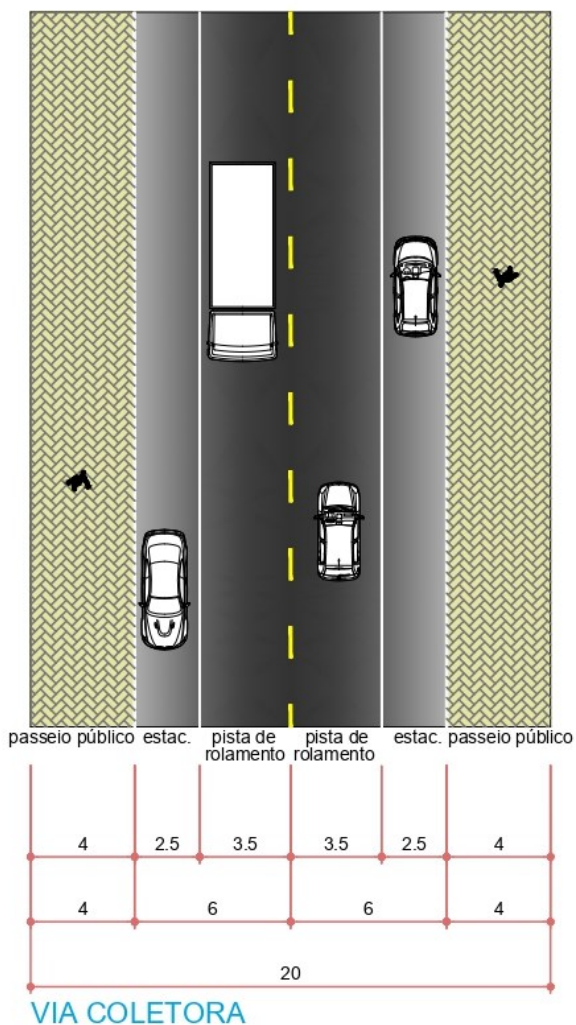 passeio público estac. pista de rolamento pista de rolamento estac. passeio público
4 2.5 3.5 3.5 2.5 4
4 6 6 4
20
VIA COLETORA